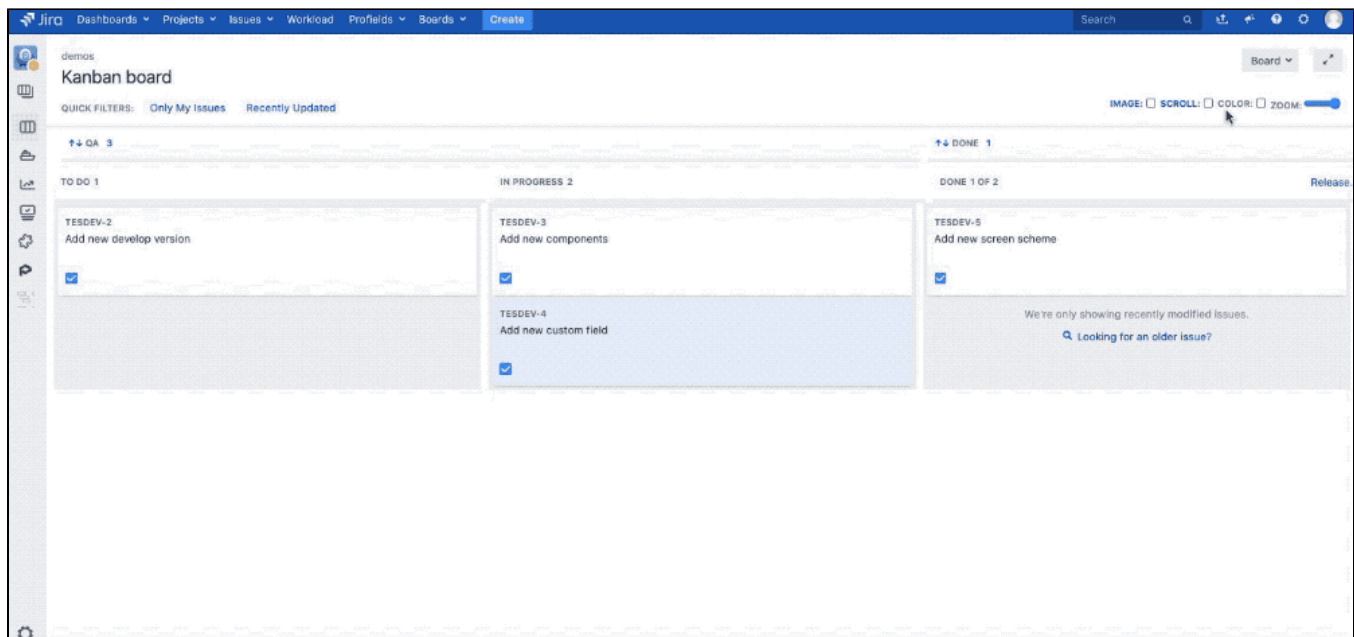 Jira Dashboards Projects Issues Workload Profields Boards Create Search
demos
Kanban board
Board
QUICK FILTERS: Only My Issues Recently Updated
IMAGE: SCROLL: COLOR: ZOOM:
QA 3
DONE 1
TO DO 1
IN PROGRESS 2
DONE 1 OF 2
Release.
TESDEV-2
Add new develop version
TESDEV-3
Add new components
TESDEV-4
Add new custom field
TESDEV-5
Add new screen scheme
We're only showing recently modified issues.
Looking for an older issue?